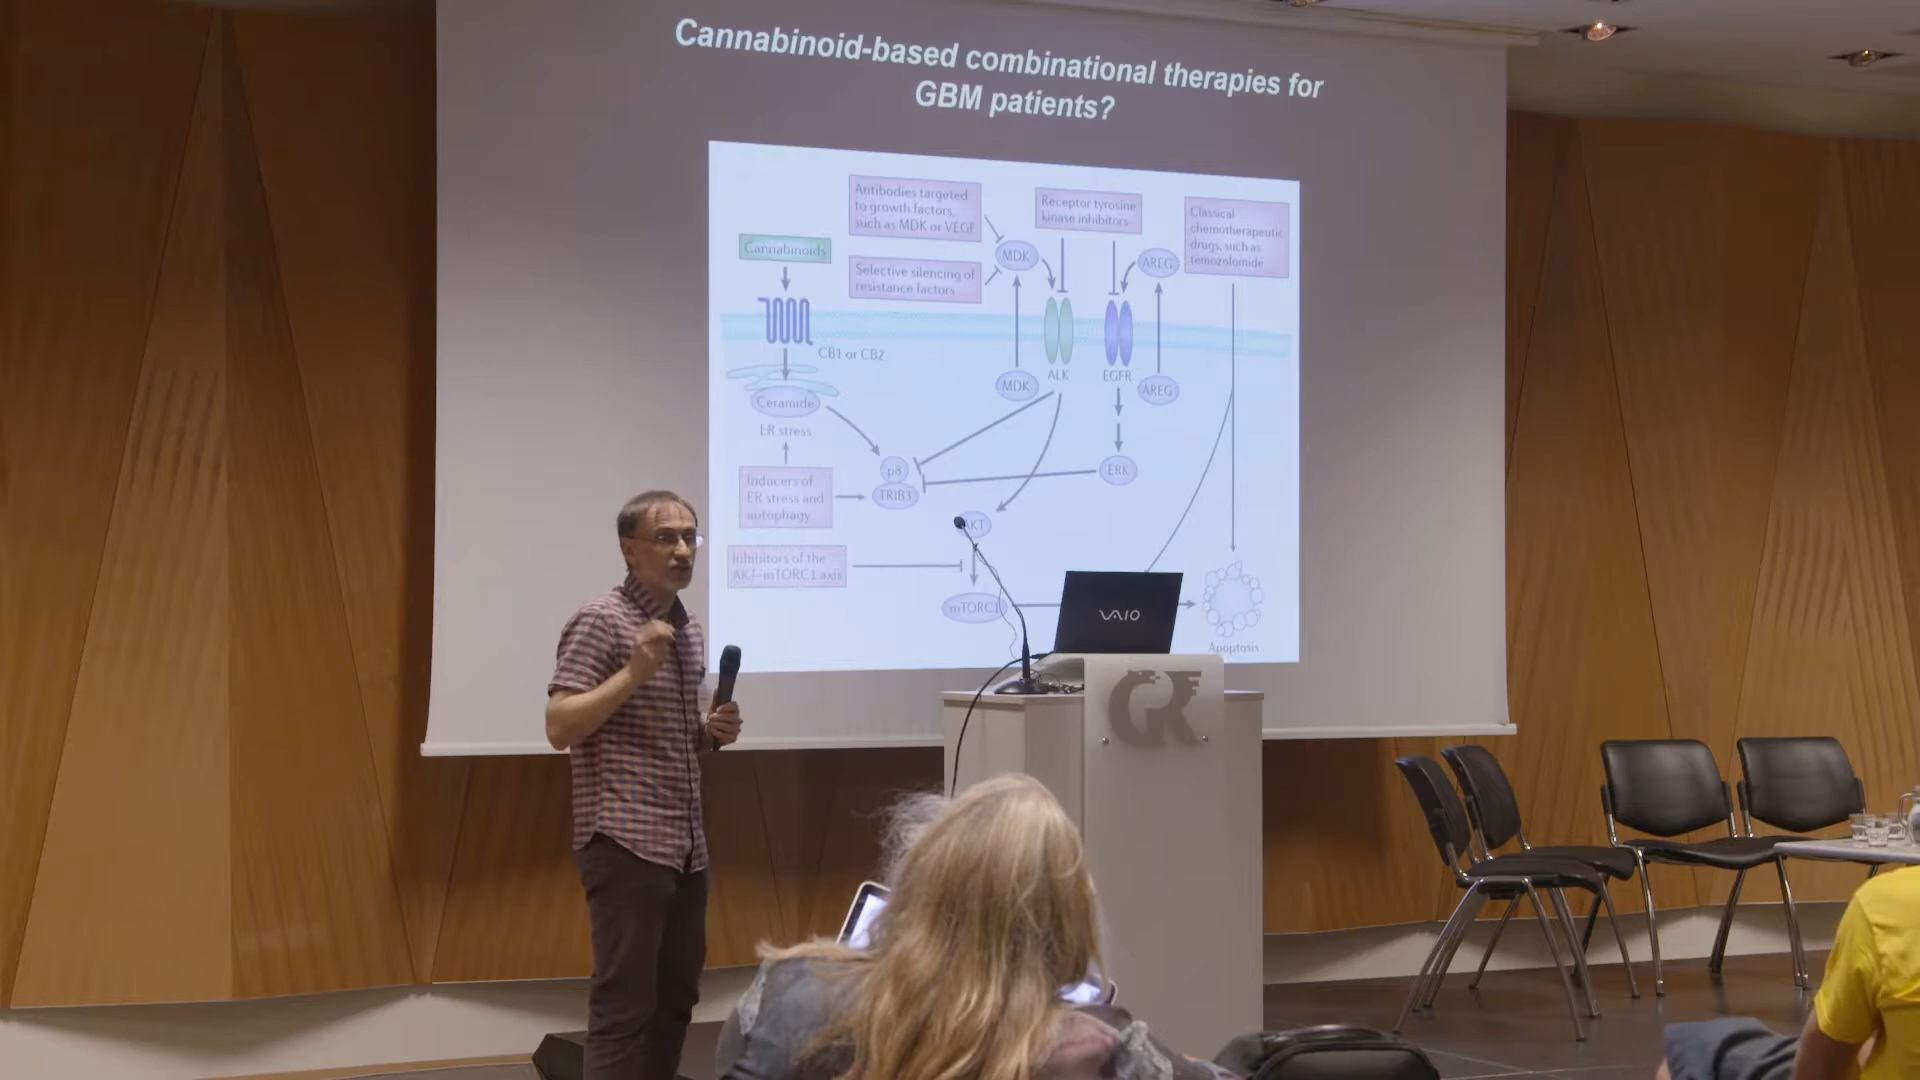 Cannabinoid-based combinational therapies for
GBM patients?
Antibodies targeted
to growth factors,
such as MDK or VEGF
Receptor tyrosine
kinase inhibitors
Classical
chemotherapeutic
drugs, such as
temozolomide
Cannabinoids
MDK
AREG
Selective silencing of
resistance factors
CB1 or CB2
MDK
ALK
EGFR
AREG
Ceramide
ER stress
p8
TRIB3
ERK
Inducers of
ER stress and
autophagy
AKT
Inhibitors of the
AKT-mTORC1 axis
mTORC1
Apoptosis
VAIO